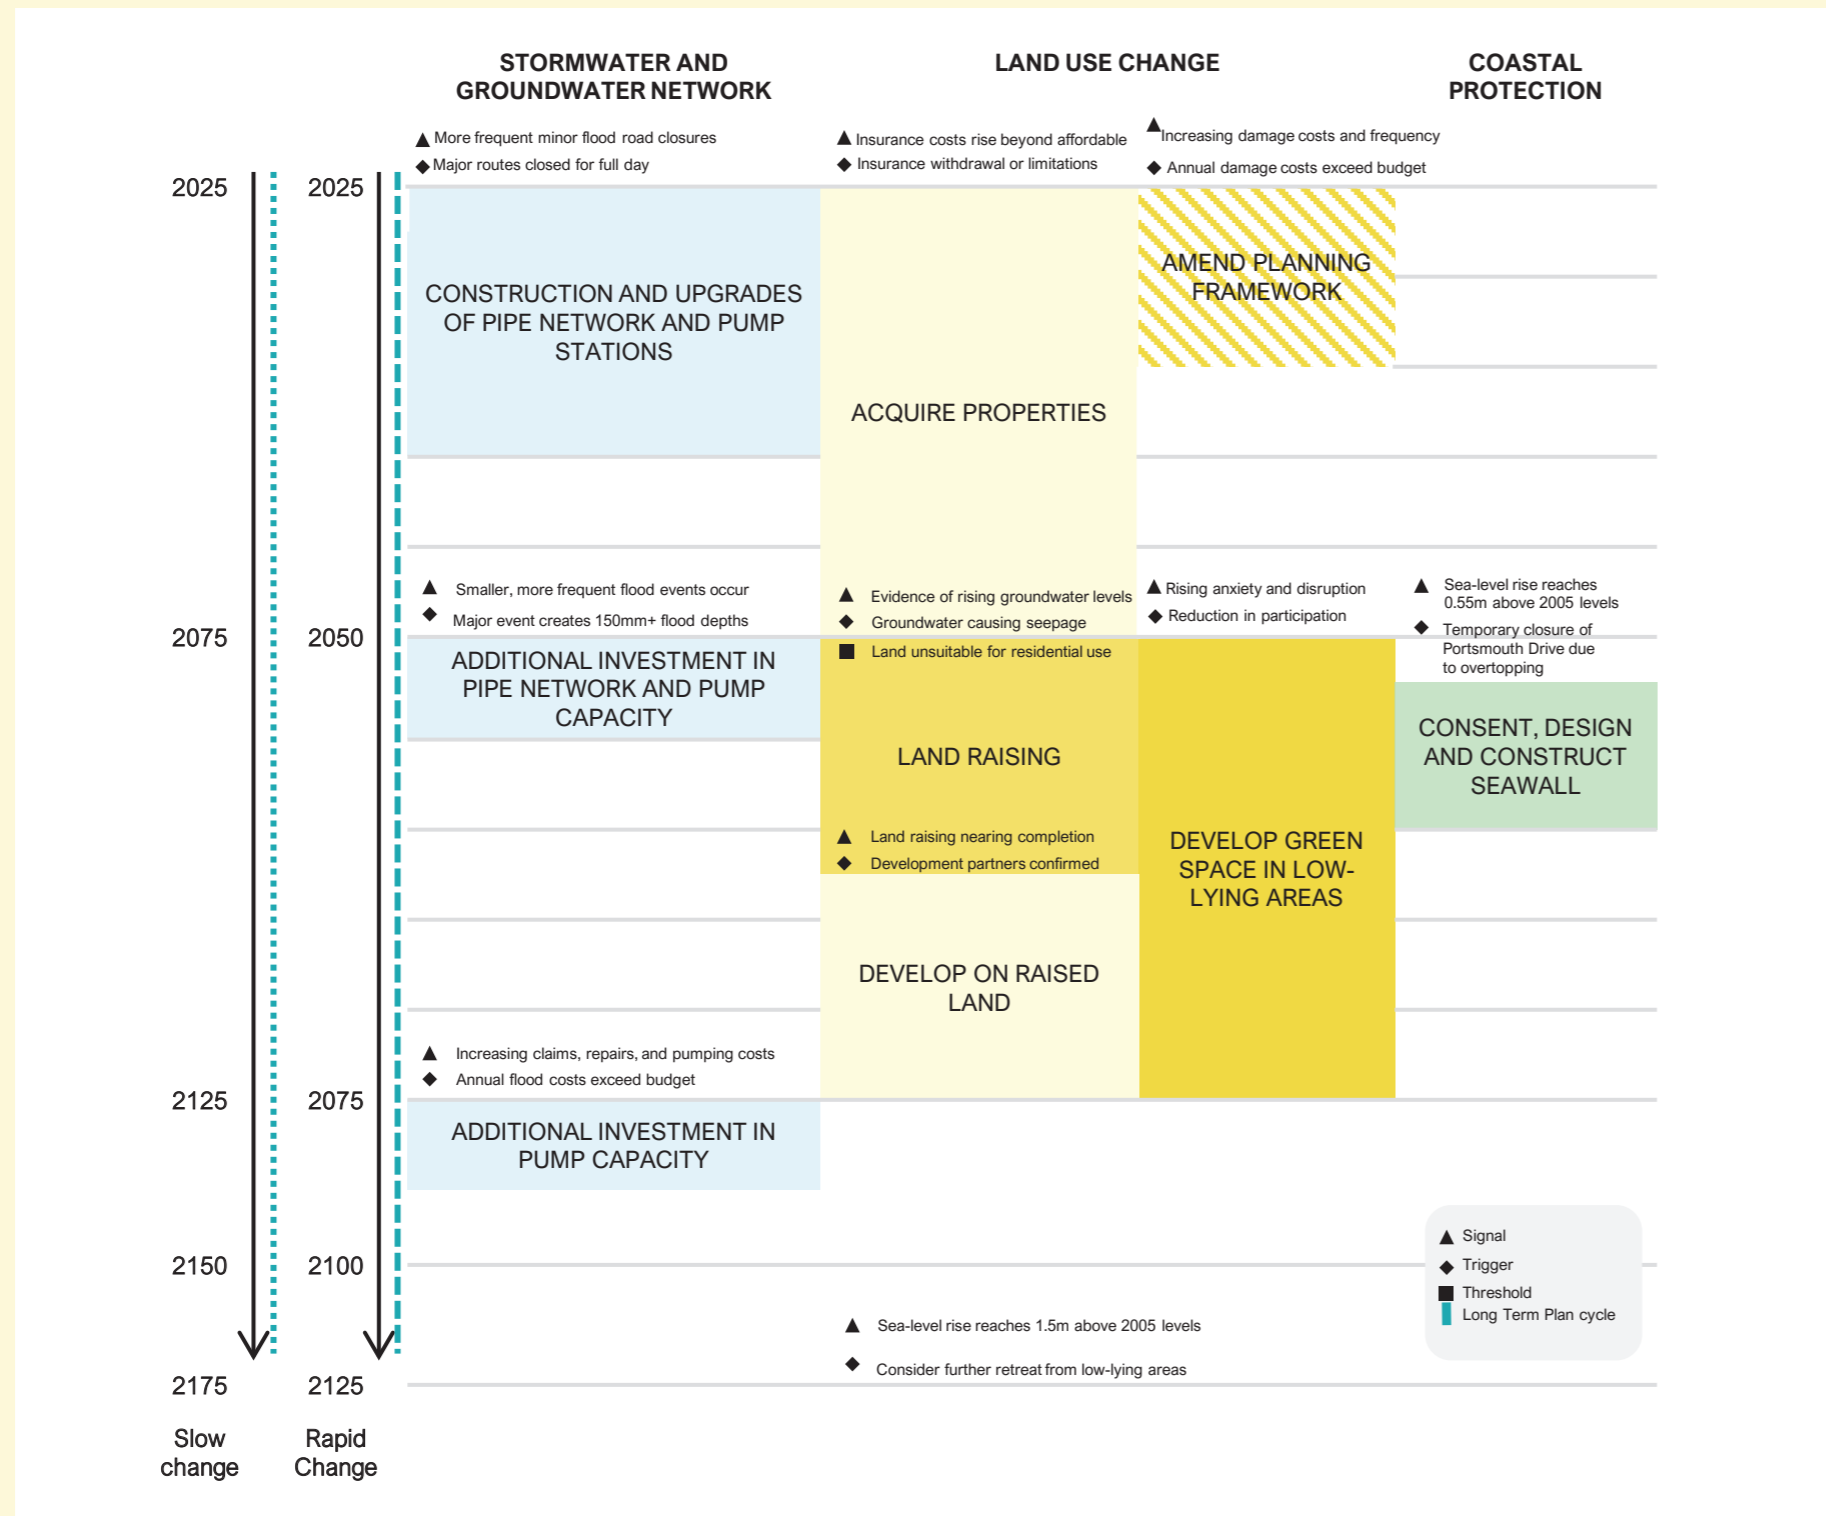 STORMWATER AND
GROUNDWATER NETWORK
LAND USE CHANGE
COASTAL
PROTECTION
More frequent minor flood road closures
Major routes closed for full day
Insurance costs rise beyond affordable
Insurance withdrawal or limitations
Increasing damage costs and frequency
Annual damage costs exceed budget
2025
2025
CONSTRUCTION AND UPGRADES
OF PIPE NETWORK AND PUMP
STATIONS
ACQUIRE PROPERTIES
AMEND PLANNING
FRAMEWORK
Smaller, more frequent flood events occur
Major event creates 150mm+ flood depths
Evidence of rising groundwater levels
Groundwater causing seepage
Land unsuitable for residential use
Rising anxiety and disruption
Reduction in participation
Sea-level rise reaches
0.55m above 2005 levels
Temporary closure of
Portsmouth Drive due
to overtopping
2075
2050
ADDITIONAL INVESTMENT IN
PIPE NETWORK AND PUMP
CAPACITY
LAND RAISING
Land raising nearing completion
Development partners confirmed
DEVELOP GREEN
SPACE IN LOW-
LYING AREAS
CONSENT, DESIGN
AND CONSTRUCT
SEAWALL
DEVELOP ON RAISED
LAND
Increasing claims, repairs, and pumping costs
Annual flood costs exceed budget
2125
2075
ADDITIONAL INVESTMENT IN
PUMP CAPACITY
2150
2100
Sea-level rise reaches 1.5m above 2005 levels
Consider further retreat from low-lying areas
Signal
Trigger
Threshold
Long Term Plan cycle
2175
2125
Slow
change
Rapid
Change